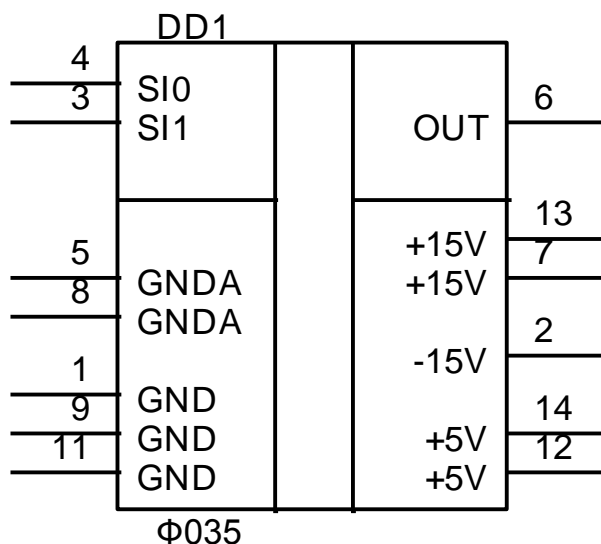 DD1
4 SI0
3 SI1
OUT 6
5 GNDA
8 GNDA
1 GND
9 GND
11 GND
+15V 13
+15V 7
-15V 2
+5V 14
+5V 12
Ф035